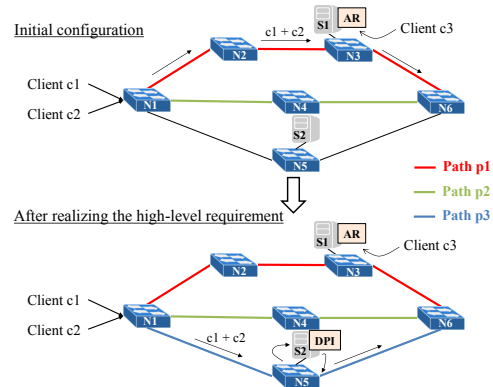 Initial configuration
S1
AR
Client c3
c1 + c2
N2
N3
Client c1
Client c2
N1
N4
N6
S2
N5
Path p1
Path p2
Path p3
After realizing the high-level requirement
S1
AR
Client c3
N2
N3
Client c1
Client c2
N1
N4
N6
c1 + c2
S2
DPI
N5